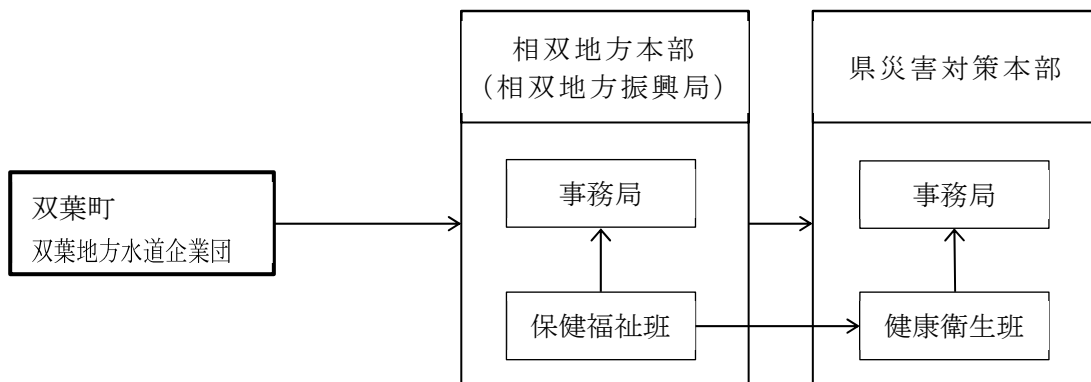 双葉町
双葉地方水道企業団
相双地方本部
（相双地方振興局）
事務局
保健福祉班
県災害対策本部
事務局
健康衛生班